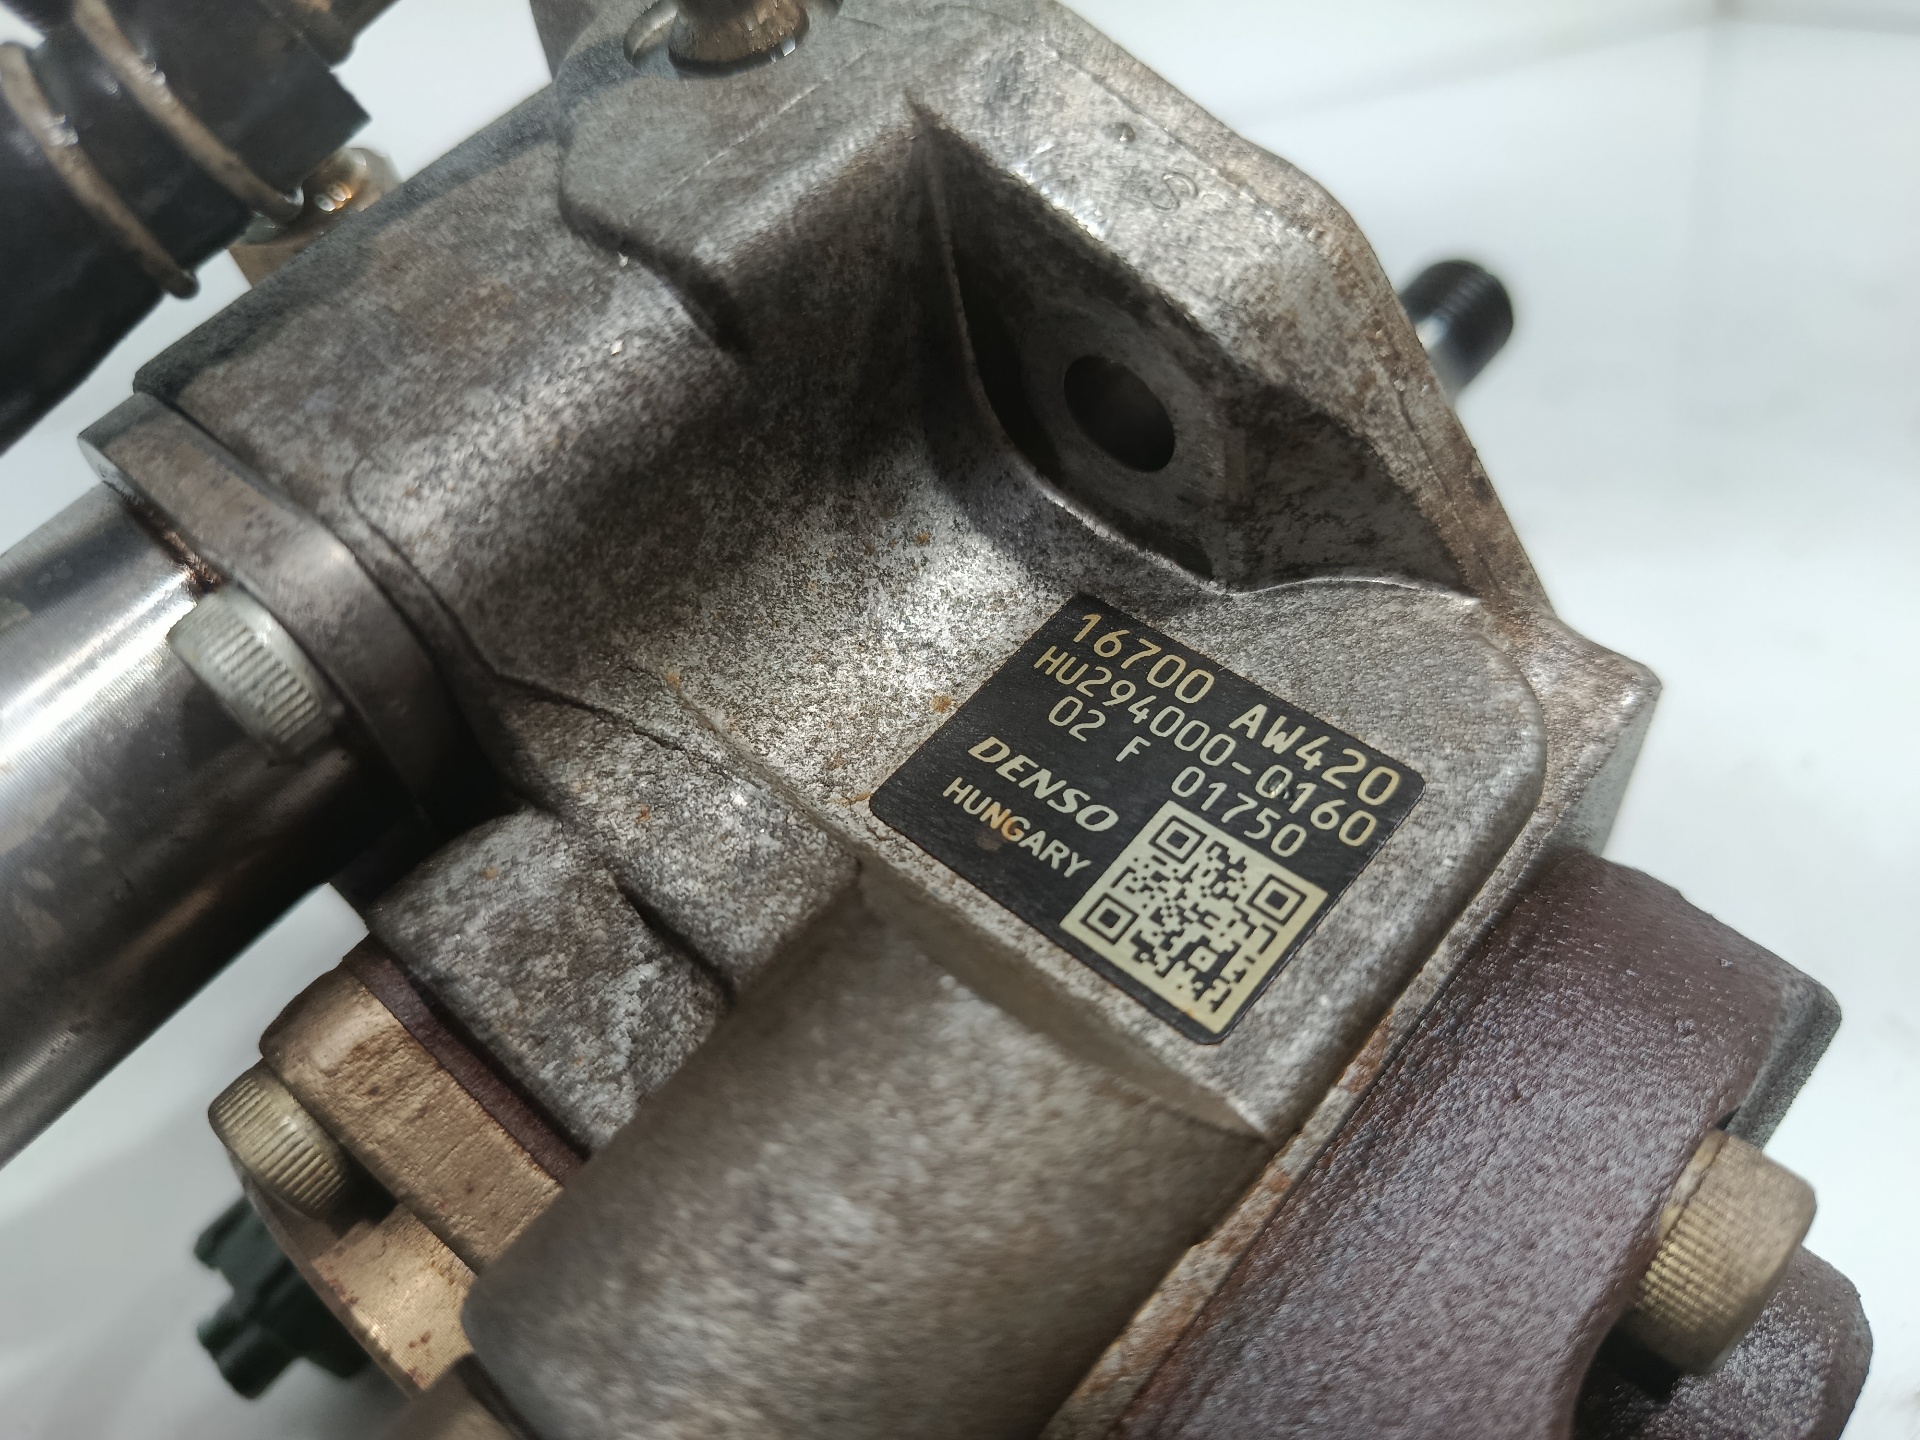 S
16700 AW420
HU294000-0160
02 F 01750
DENSO
HUNGARY